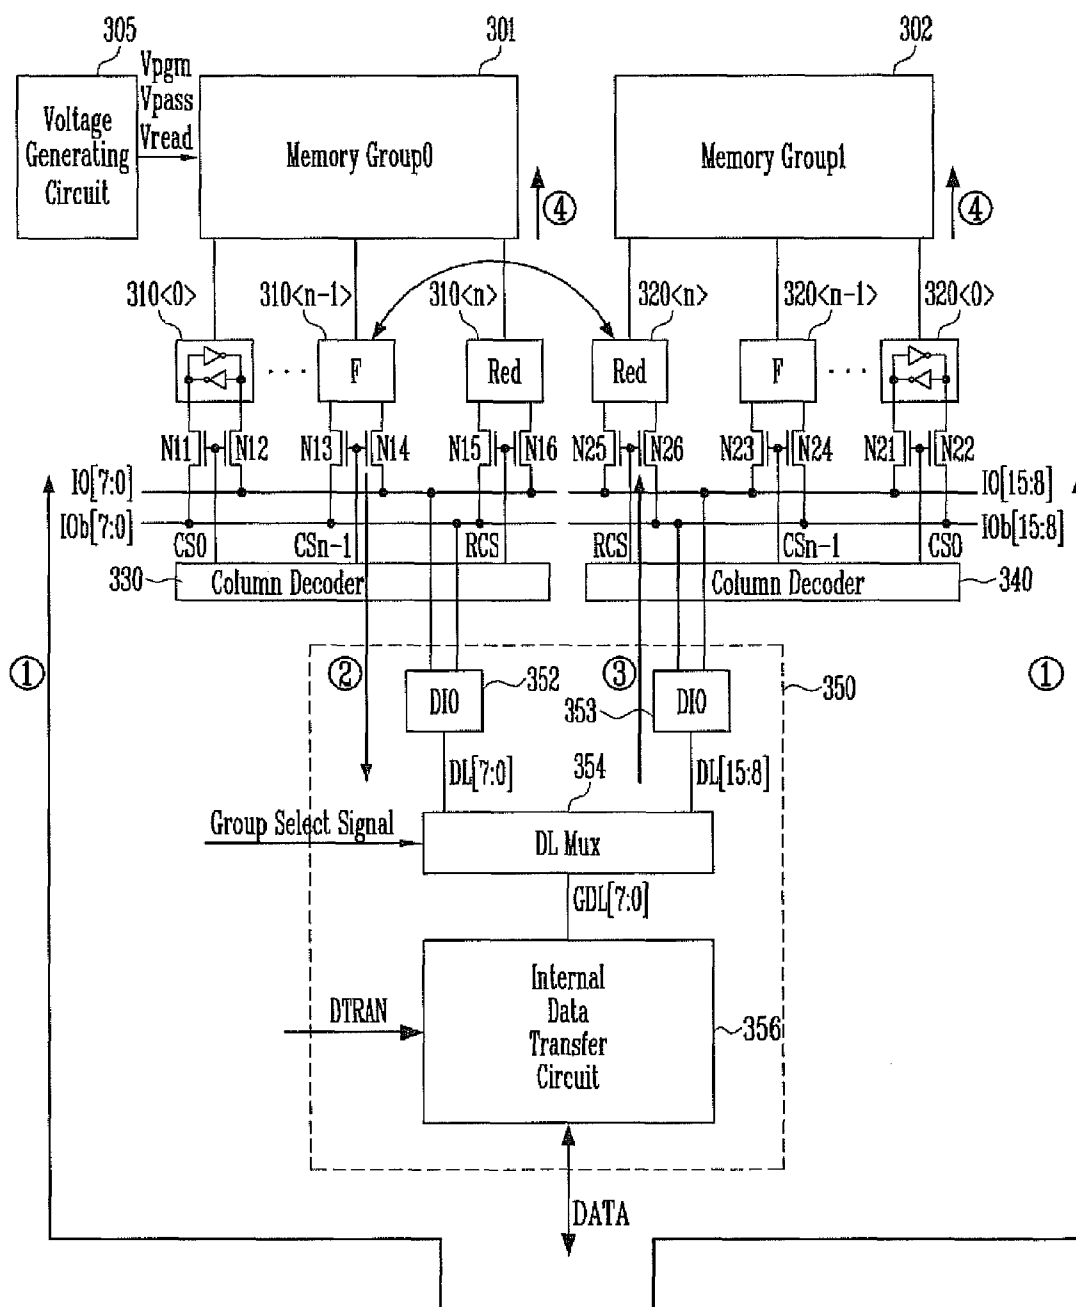 305
301
302
Vpgm
Vpass
Vread
Voltage
Generating
Circuit
Memory Group0
Memory Group1
④
④
310<0>
310<n-1>
310<n>
320<n>
320<n-1>
320<0>
F
Red
Red
F
N11
N12
N13
N14
N15
N16
N25
N26
N23
N24
N21
N22
IO[7:0]
IO[15:8]
IOb[7:0]
IOb[15:8]
CS0
CSn-1
RCS
RCS
CSn-1
CS0
330
Column Decoder
Column Decoder
340
①
②
352
③
350
①
DIO
353
DIO
DL[7:0]
354
DL[15:8]
Group Select Signal
DL Mux
GDL[7:0]
Internal
Data
Transfer
Circuit
DTRAN
356
DATA